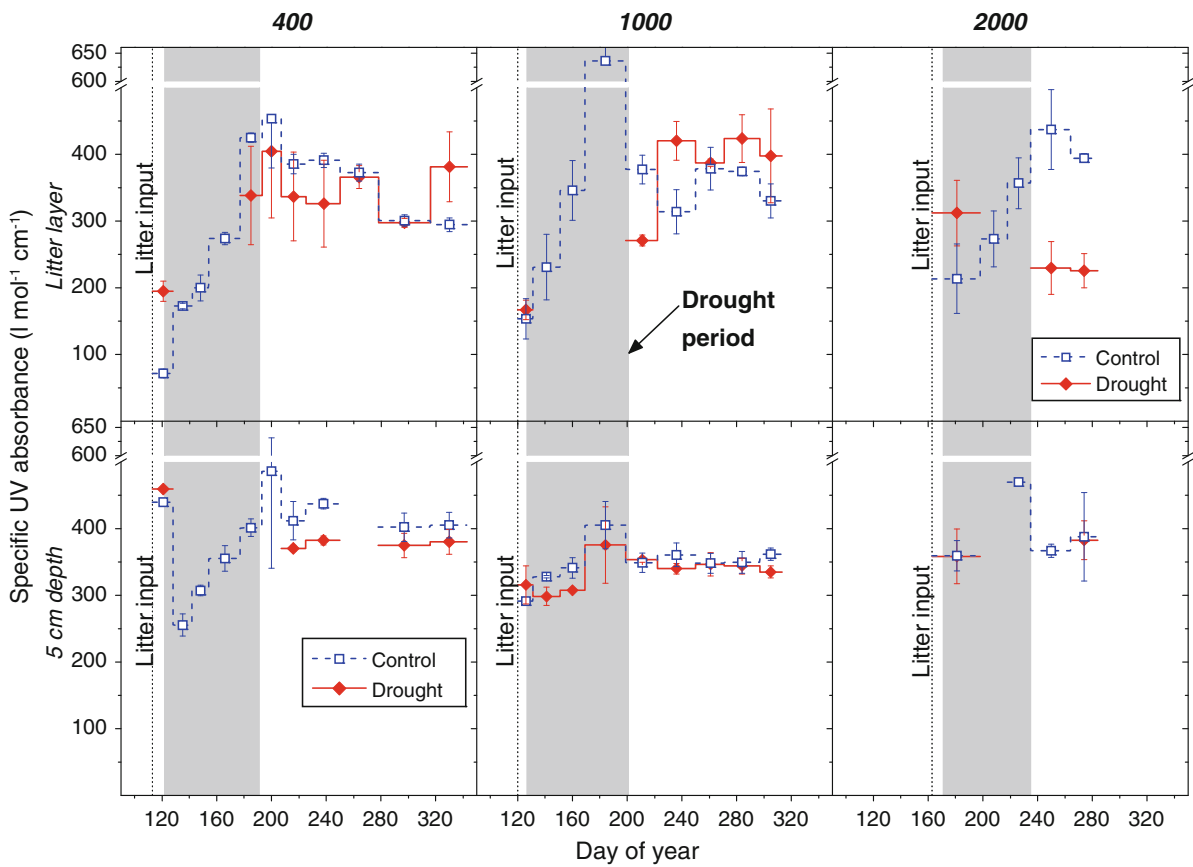 400 1000 2000
Specific UV absorbance (l mol-1 cm-1)
Litter layer
650
600
400
300
200
100
Litter input
Litter input
Litter input
Drought
period
Control
Drought
5 cm depth
650
600
400
300
200
100
Litter input
Litter input
Litter input
Control
Drought
120 160 200 240 280 320 120 160 200 240 280 320 120 160 200 240 280 320
Day of year